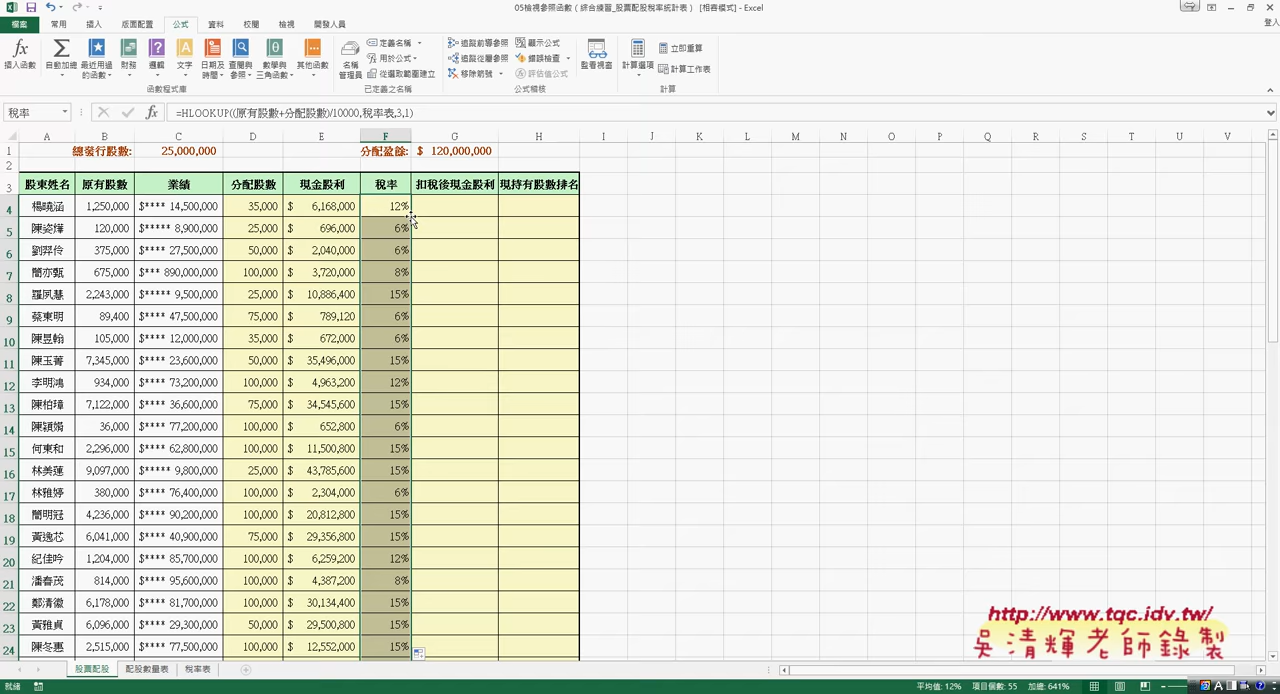 05檢視參照函數（綜合練習_股票配股稅率統計表） [相容模式] - Excel
登入
檔案 常用 插入 版面配置 公式 資料 校閱 檢視 開發人員
插入函數 自動加總 最近用過的函數 財務 邏輯 文字 日期及時間 查閱與參照 數學與三角函數 其他函數 名稱管理員 定義名稱 用於公式 從選取範圍建立 追蹤前導參照 追蹤從屬參照 移除箭號 顯示公式 錯誤檢查 評估值公式 監看視窗 計算選項 立即重算 計算工作表
函數程式庫 已定義之名稱 公式稽核 計算
稅率 =HLOOKUP((原有股數+分配股數)/10000,稅率表,3,1)
A B C D E F G H I J K L M N O P Q R S T U V
1 總發行股數: 25,000,000 分配盈餘: $ 120,000,000
2
3 股東姓名 原有股數 業績 分配股數 現金股利 稅率 扣稅後現金股利 現持有股數排名
4 楊曉涵 1,250,000 $**** 14,500,000 35,000 $ 6,168,000 12%
5 陳姿燁 120,000 $***** 8,900,000 25,000 $ 696,000 6%
6 劉羿伶 375,000 $**** 27,500,000 50,000 $ 2,040,000 6%
7 簡亦甄 675,000 $*** 890,000,000 100,000 $ 3,720,000 8%
8 羅夙慧 2,243,000 $***** 9,500,000 25,000 $ 10,886,400 15%
9 蔡東明 89,400 $**** 47,500,000 75,000 $ 789,120 6%
10 陳昱翰 105,000 $**** 12,000,000 35,000 $ 672,000 6%
11 陳玉菁 7,345,000 $**** 23,600,000 50,000 $ 35,496,000 15%
12 李明鴻 934,000 $**** 73,200,000 100,000 $ 4,963,200 12%
13 陳柏璋 7,122,000 $**** 36,600,000 75,000 $ 34,545,600 15%
14 陳穎娟 36,000 $**** 77,200,000 100,000 $ 652,800 6%
15 何東和 2,296,000 $**** 62,800,000 100,000 $ 11,500,800 15%
16 林美蓮 9,097,000 $***** 9,800,000 25,000 $ 43,785,600 15%
17 林雅婷 380,000 $**** 76,400,000 100,000 $ 2,304,000 6%
18 簡明冠 4,236,000 $**** 90,200,000 100,000 $ 20,812,800 15%
19 黃逸芯 6,041,000 $**** 40,900,000 75,000 $ 29,356,800 15%
20 紀佳吟 1,204,000 $**** 85,700,000 100,000 $ 6,259,200 12%
21 潘春茂 814,000 $**** 95,600,000 100,000 $ 4,387,200 8%
22 鄭清徽 6,178,000 $**** 81,700,000 100,000 $ 30,134,400 15%
23 黃雅貞 6,096,000 $**** 29,300,000 50,000 $ 29,500,800 15%
24 陳冬惠 2,515,000 $**** 77,500,000 100,000 $ 12,552,000 15%
http://www.tqc.idv.tw/
吳清輝老師錄製
股票配股 配股數量表 稅率表
就緒 平均值: 12% 項目個數: 55 加總: 641%